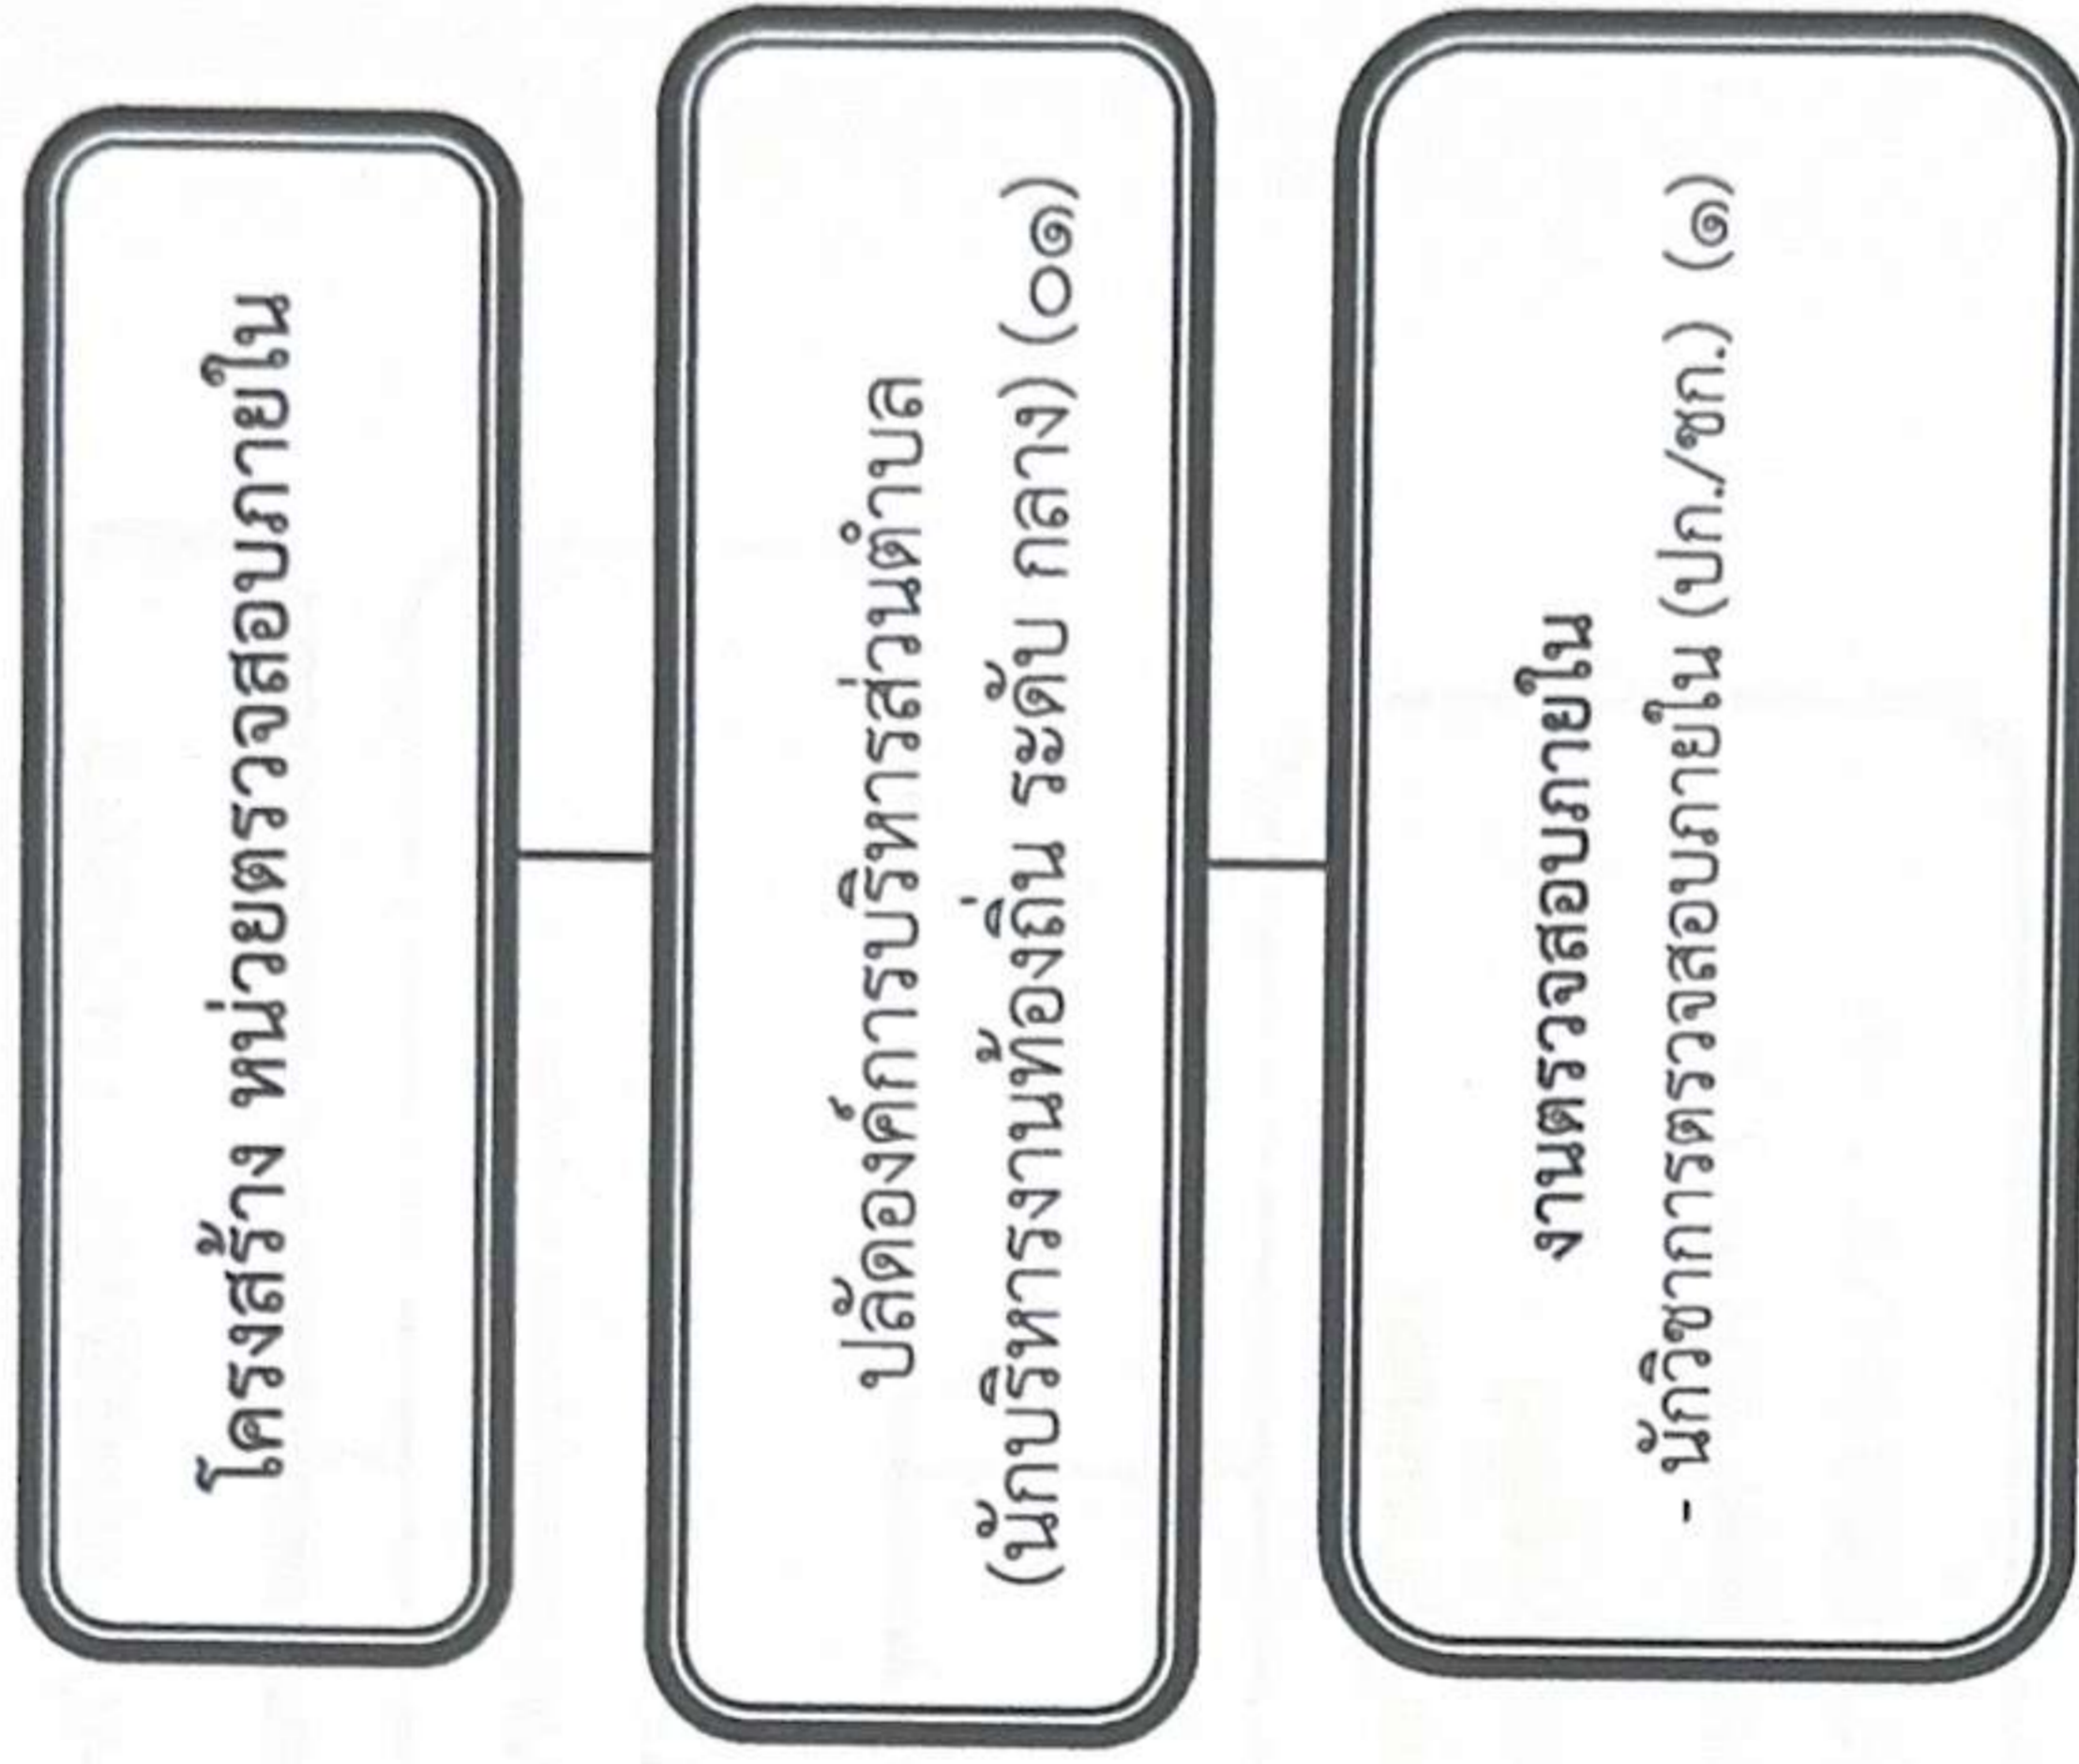 โครงสร้าง หน่วยตรวจสอบภายใน
ปลัดองค์การบริหารส่วนตำบล
(นักบริหารงานท้องถิ่น ระดับ กลาง) (๐๑)
งานตรวจสอบภายใน
- นักวิชาการตรวจสอบภายใน (ปก./ชก.) (๑)